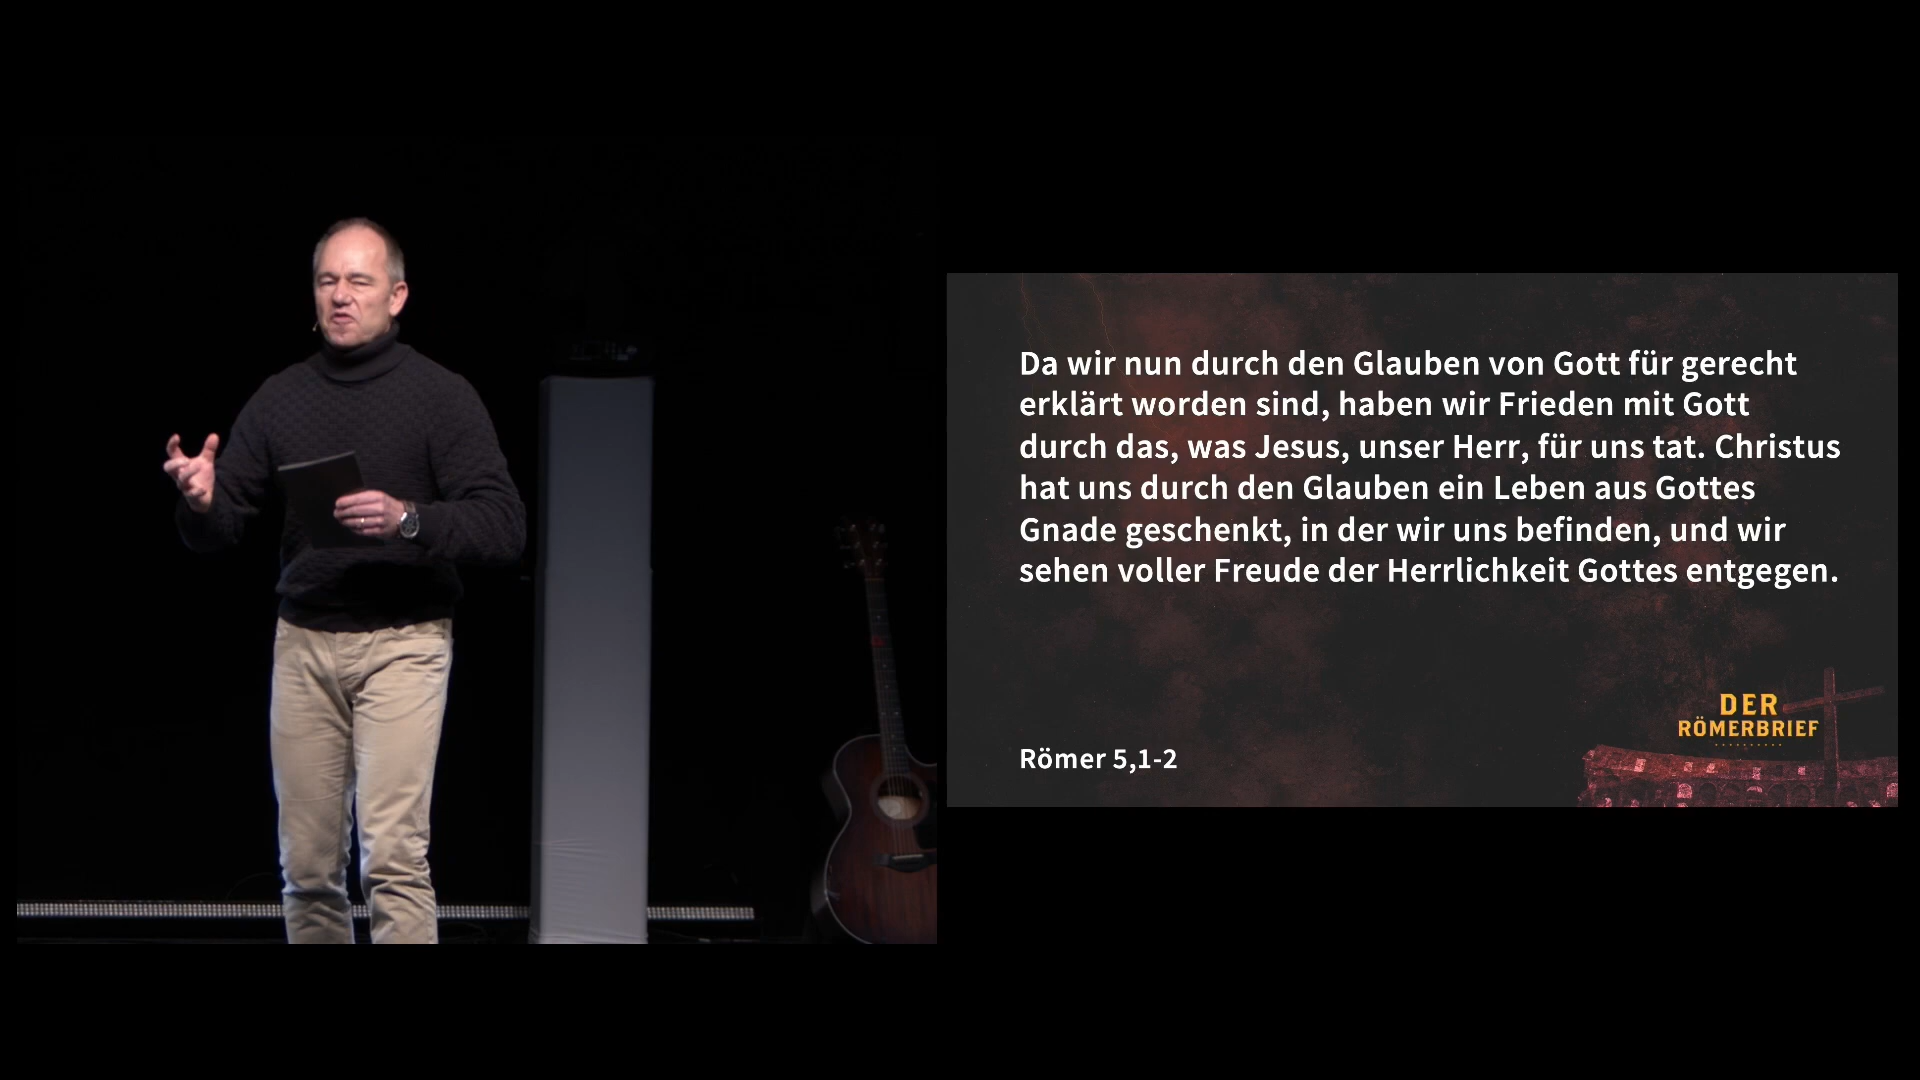 Da wir nun durch den Glauben von Gott für gerecht
erklärt worden sind, haben wir Frieden mit Gott
durch das, was Jesus, unser Herr, für uns tat. Christus
hat uns durch den Glauben ein Leben aus Gottes
Gnade geschenkt, in der wir uns befinden, und wir
sehen voller Freude der Herrlichkeit Gottes entgegen.
DER
RÖMERBRIEF
Römer 5,1-2